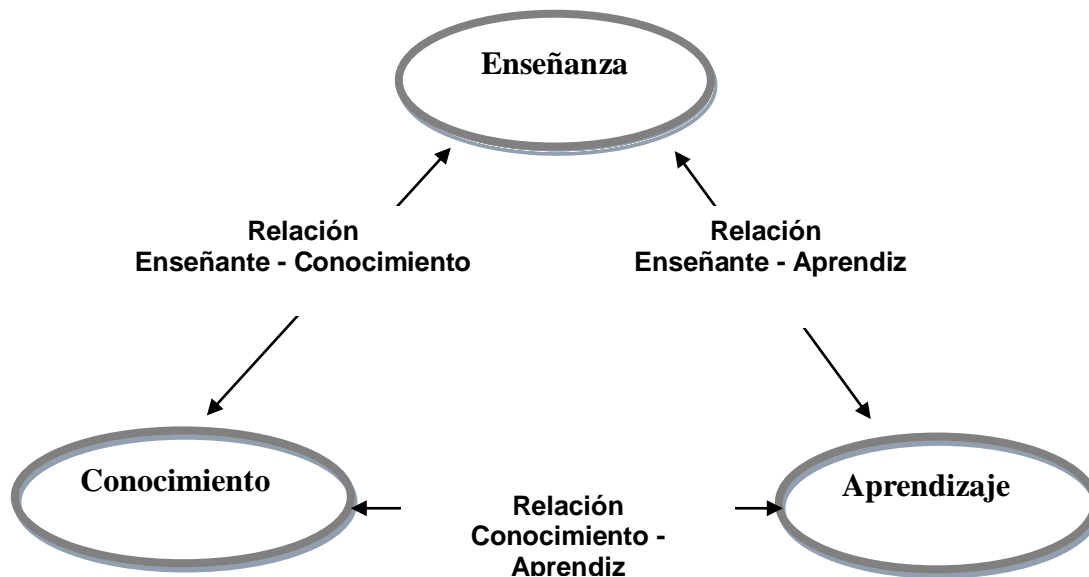 Enseñanza
Relación
Enseñante - Conocimiento
Relación
Enseñante - Aprendiz
Conocimiento
Aprendizaje
Relación
Conocimiento -
Aprendiz